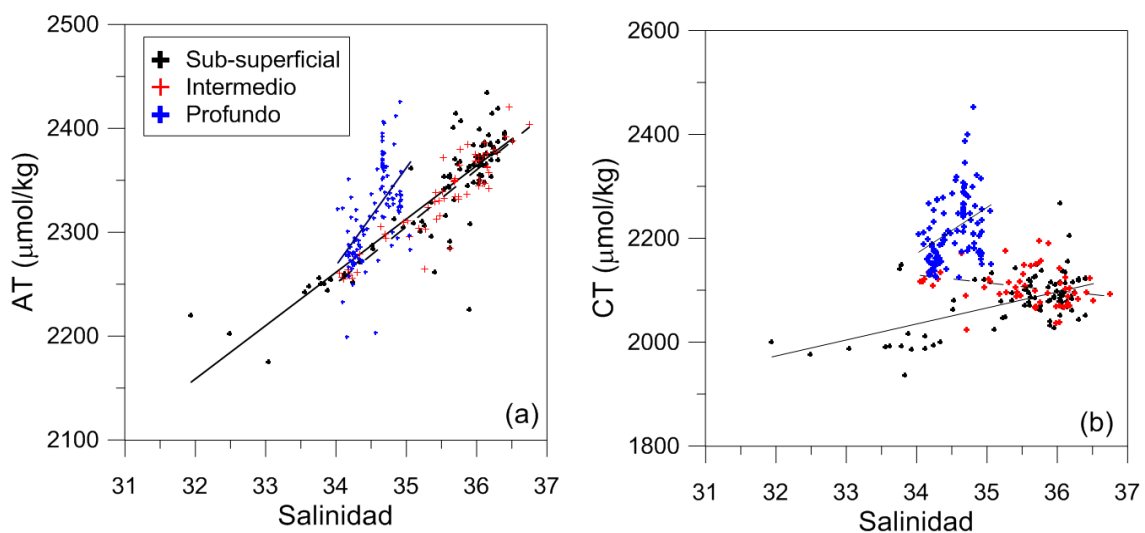 2500
2400
2300
2200
2100
AT (μmol/kg)
Sub-superficial
Intermedio
Profundo
(a)
31 32 33 34 35 36 37
Salinidad
2600
2400
2200
2000
1800
CT (μmol/kg)
(b)
31 32 33 34 35 36 37
Salinidad